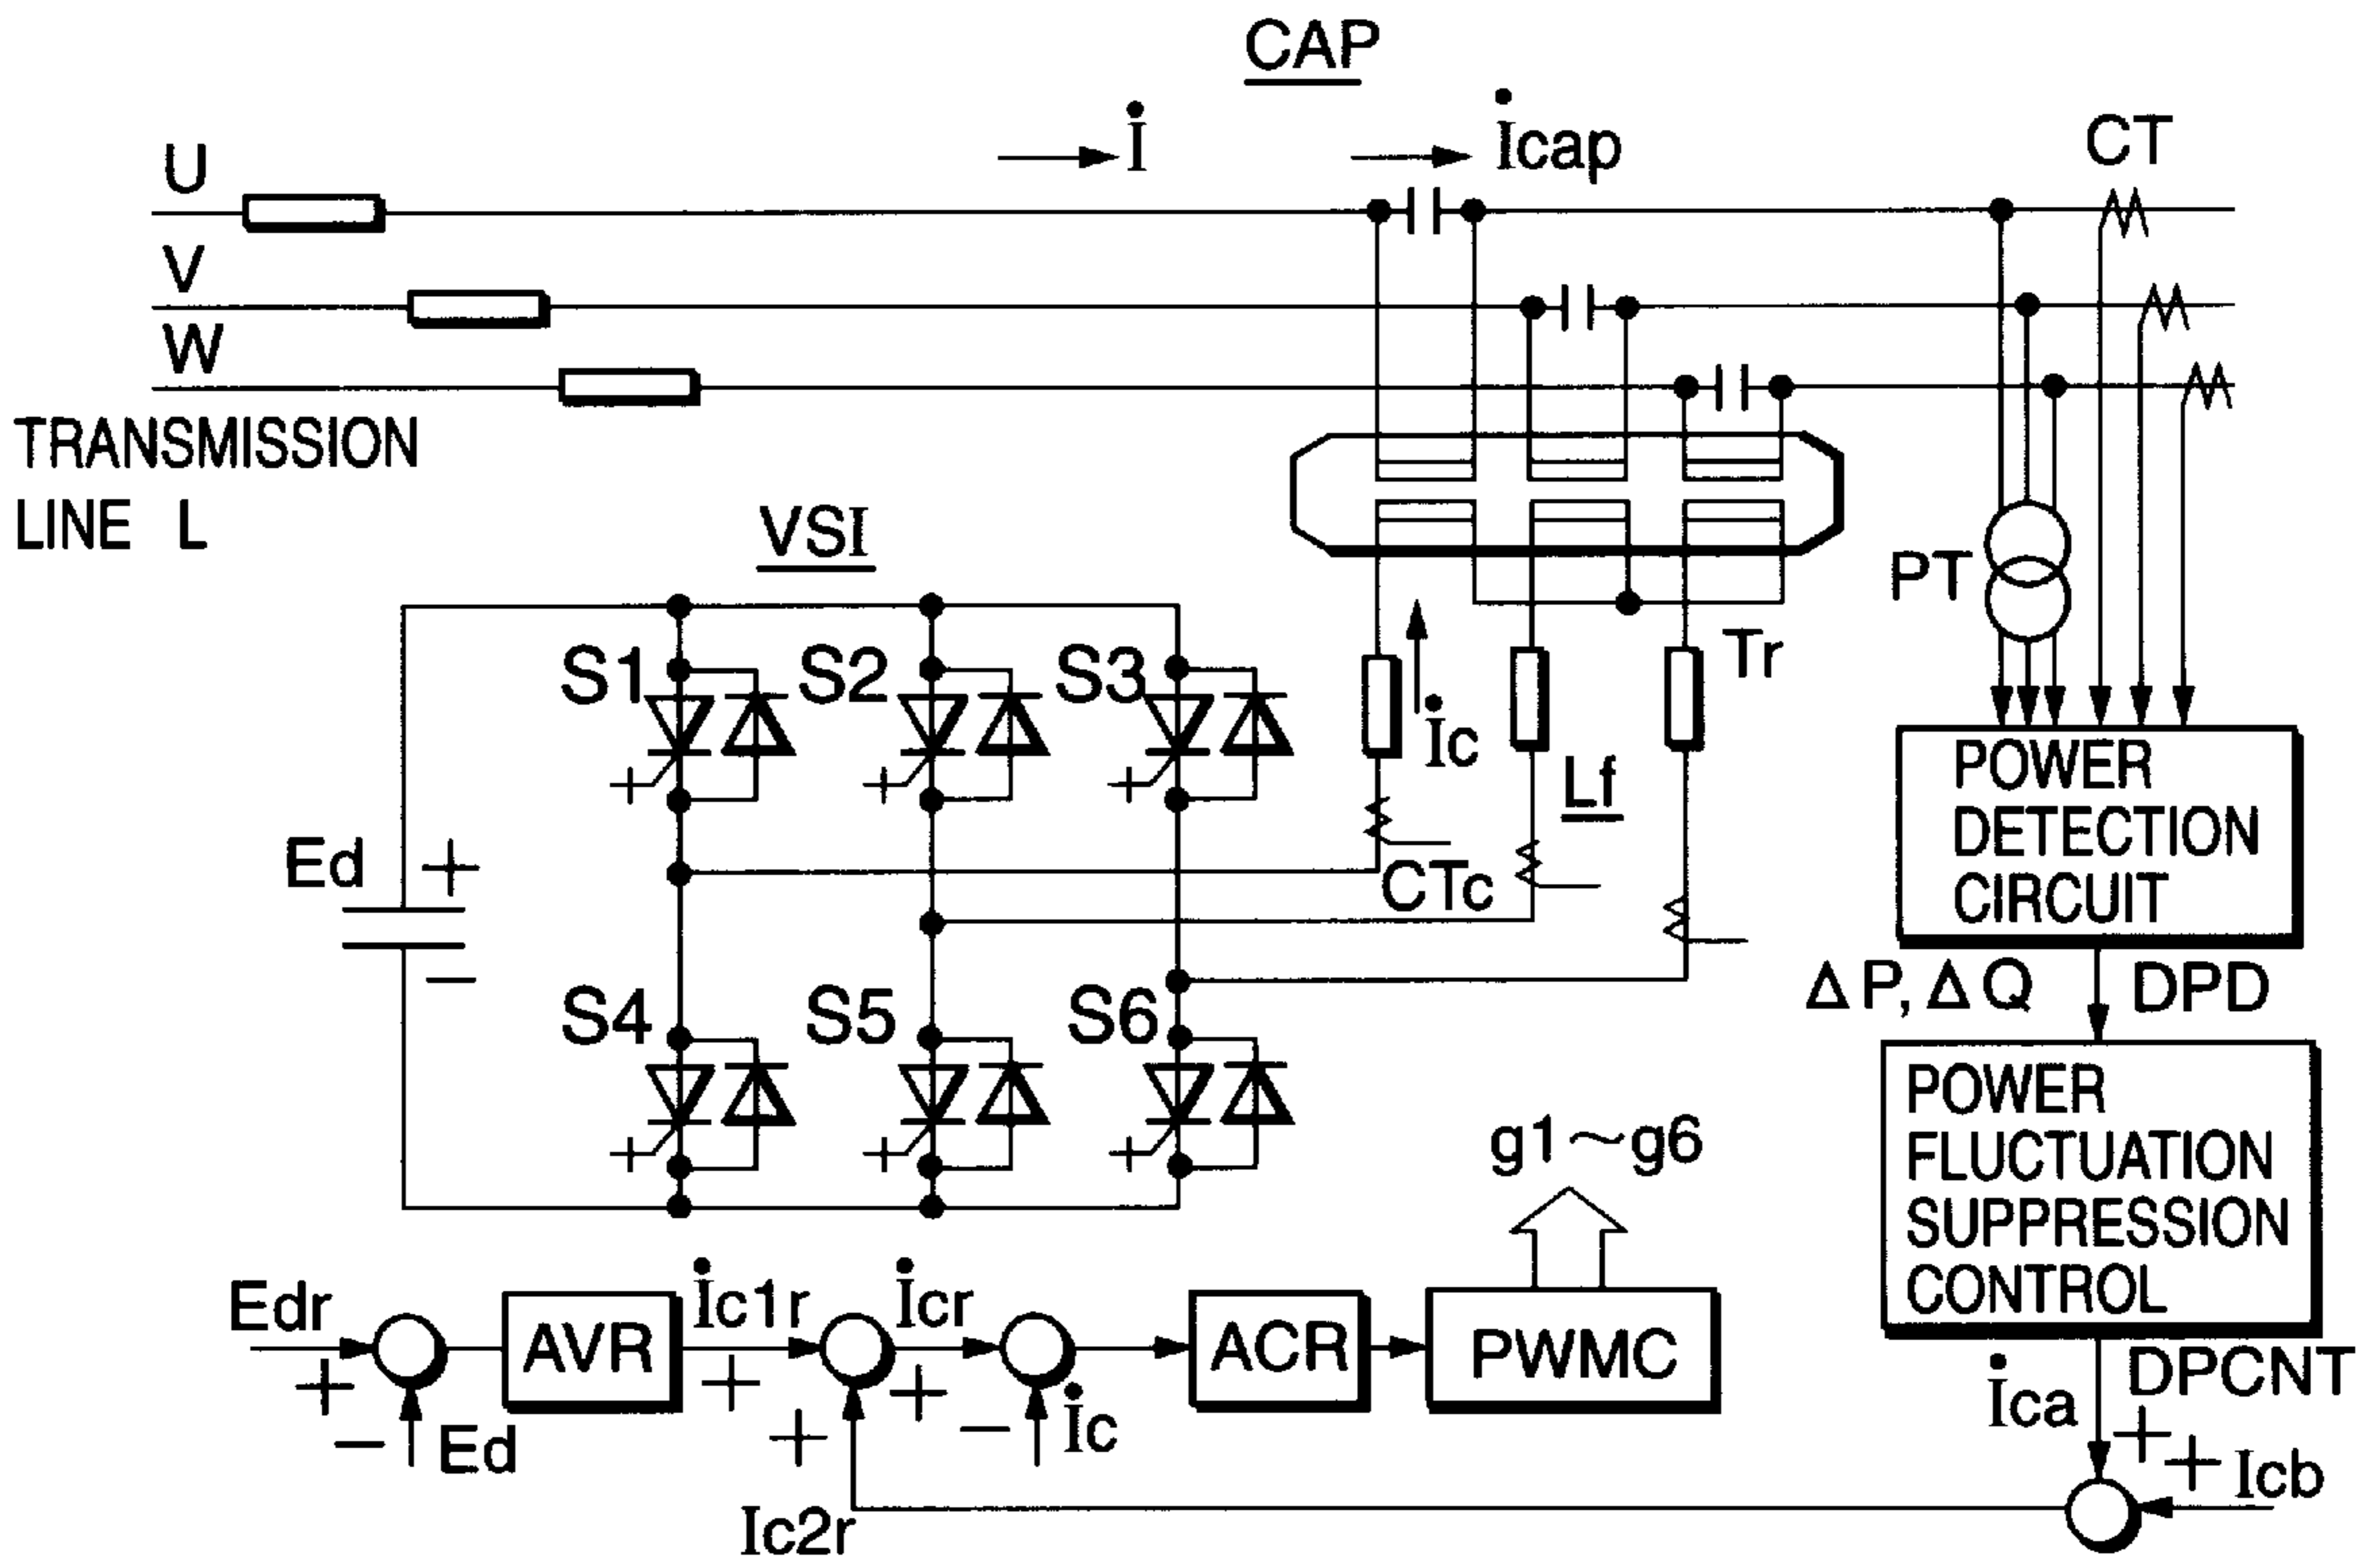 CAP
İ
İcap
CT
U
V
W
TRANSMISSION
LINE L
VSI
PT
S1
S2
S3
Tr
İc
Lf
POWER
DETECTION
CIRCUIT
Ed
+
−
CTc
ΔP, ΔQ
DPD
S4
S5
S6
g1~g6
POWER
FLUCTUATION
SUPPRESSION
CONTROL
Edr
+
−
Ed
AVR
İc1r
+
+
İcr
+
−
İc
ACR
PWMC
İca
DPCNT
+
+
Icb
Ic2r